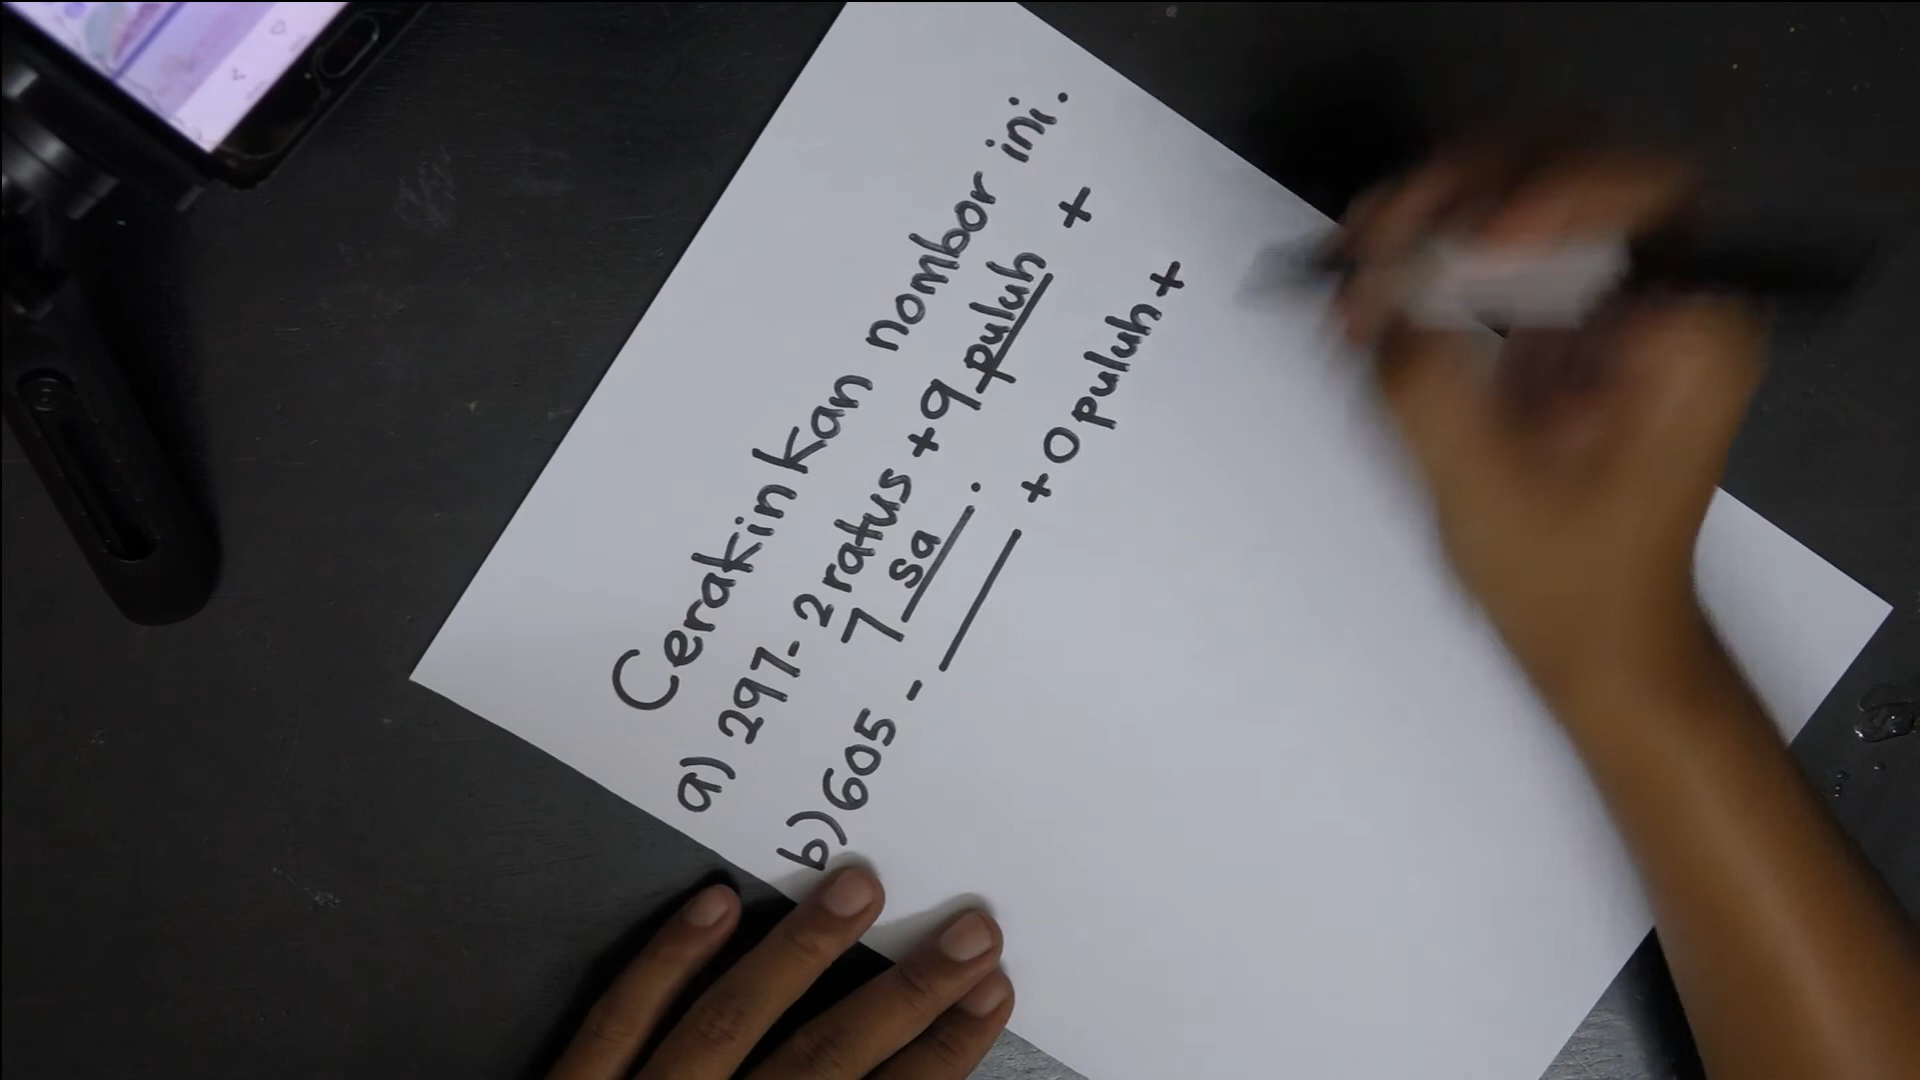 Cerakinkan nombor ini.
a) 297 - 2 ratus + 9 puluh +
7 sa .
b) 605 - ______ + 0 puluh +